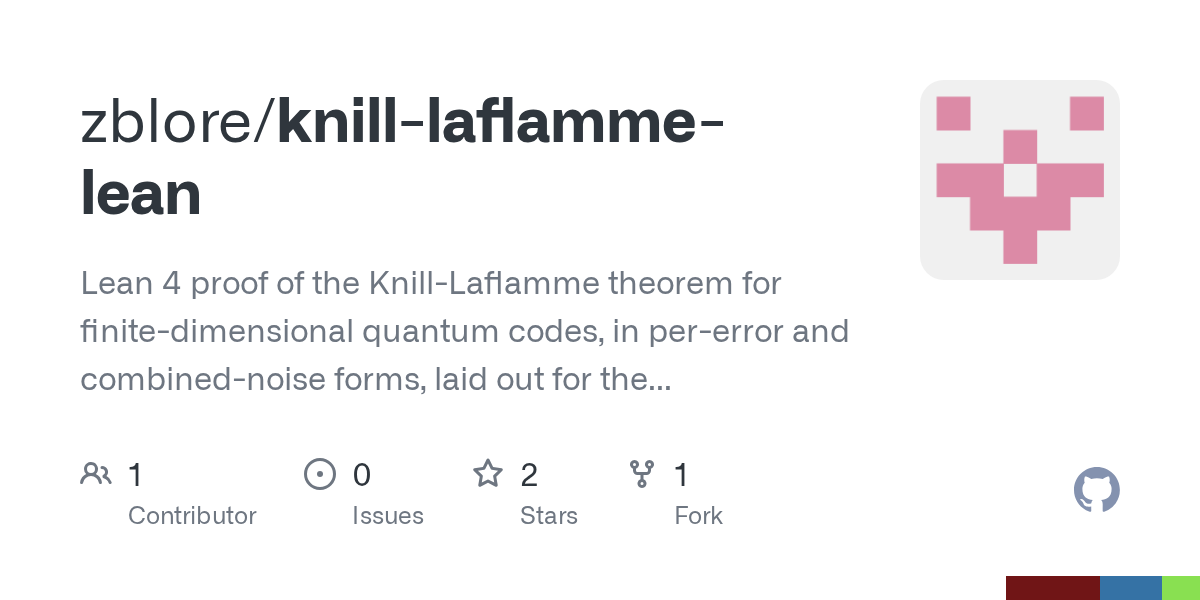 zblore/knill-laflamme-
lean
Lean 4 proof of the Knill-Laflamme theorem for
finite-dimensional quantum codes, in per-error and
combined-noise forms, laid out for the...
1 0 2 1
Contributor Issues Stars Fork